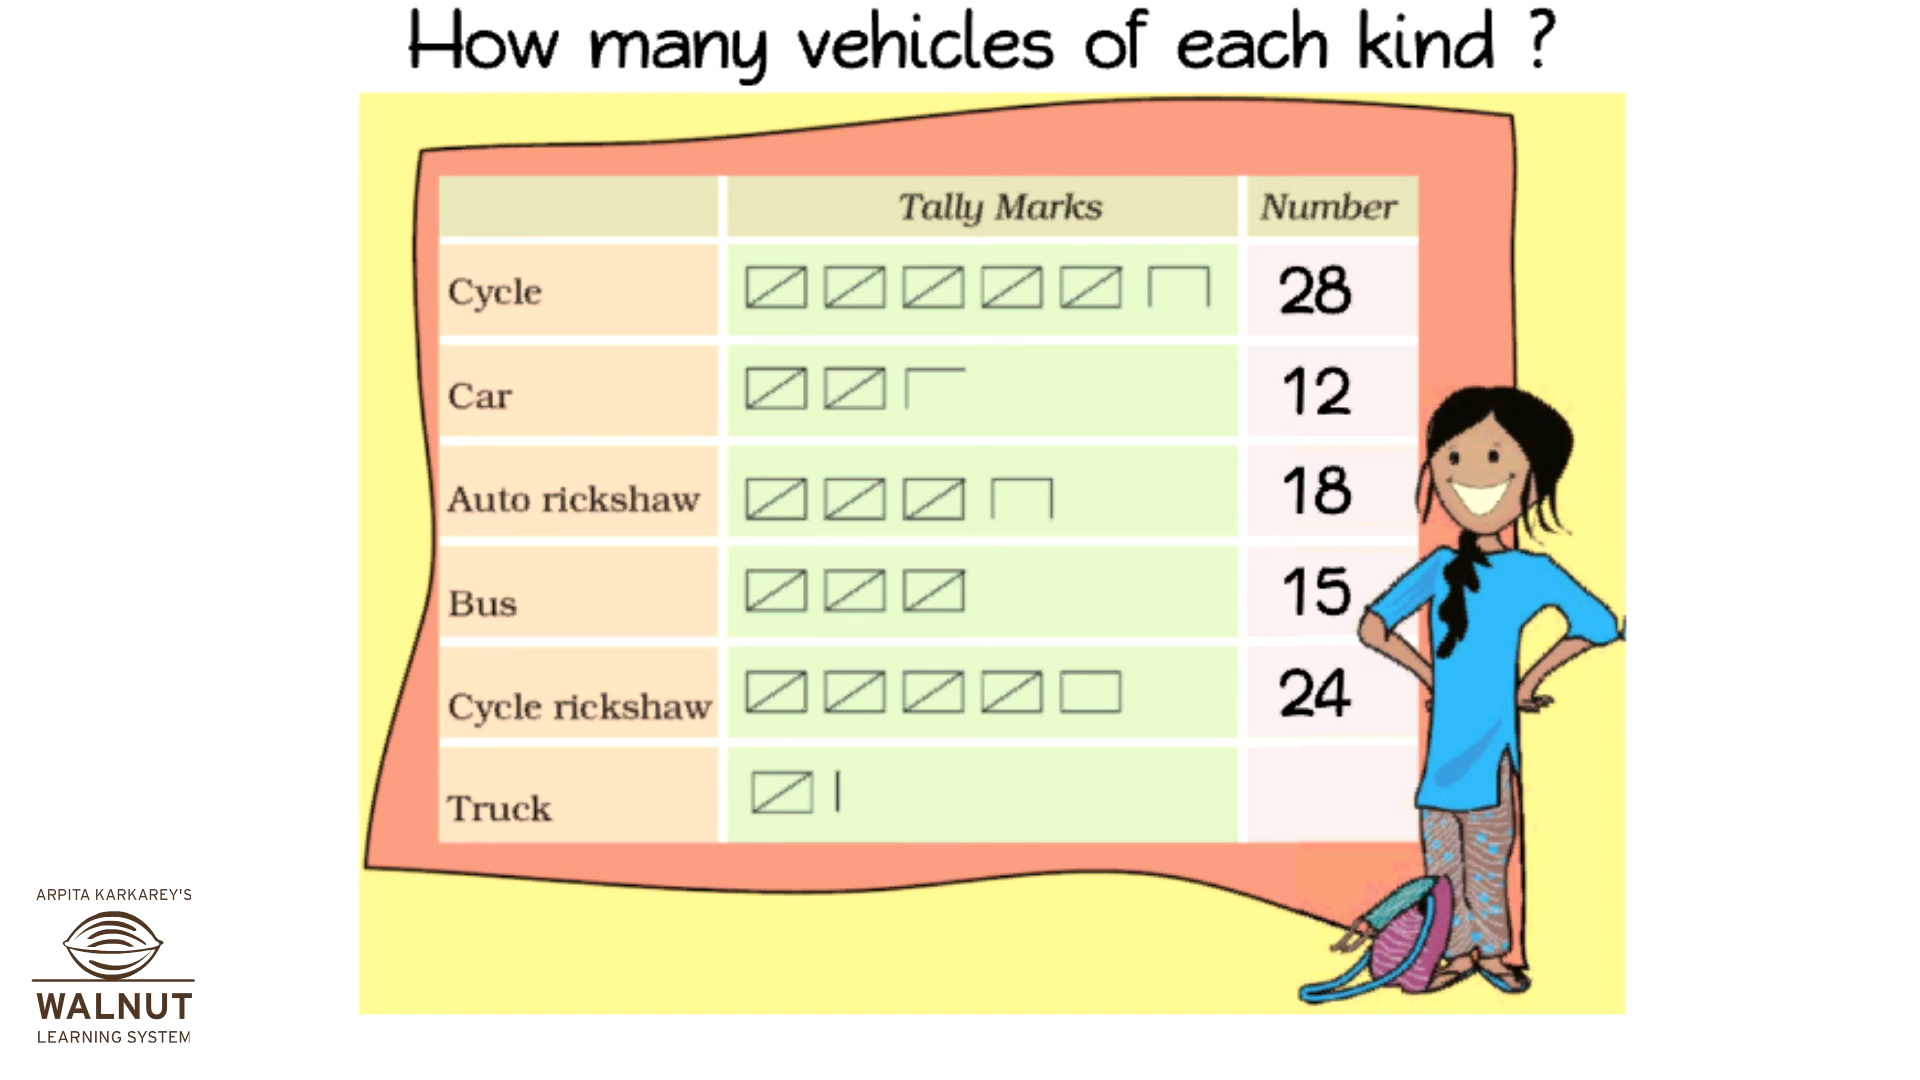 How many vehicles of each kind ?
Tally Marks Number
Cycle 28
Car 12
Auto rickshaw 18
Bus 15
Cycle rickshaw 24
Truck
ARPITA KARKAREY'S
WALNUT
LEARNING SYSTEM